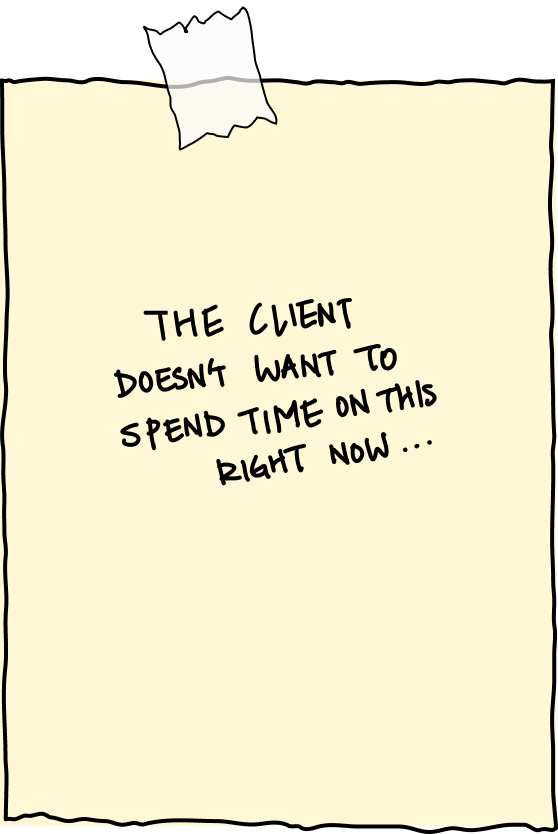 THE CLIENT
DOESN'T WANT TO
SPEND TIME ON THIS
RIGHT NOW...